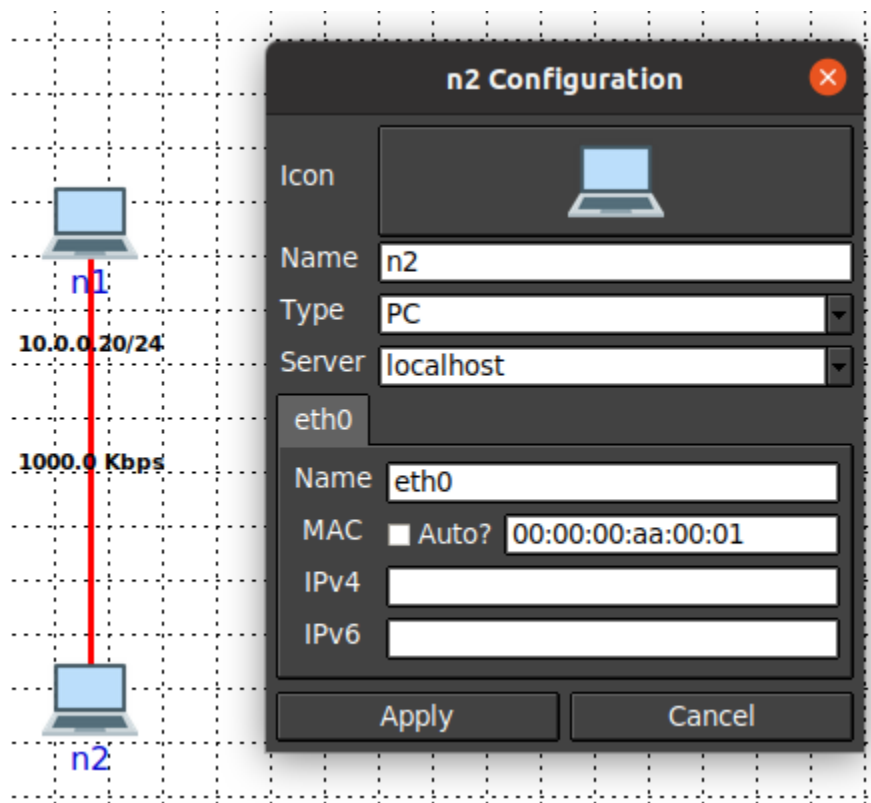 n1
10.0.0.20/24
1000.0 Kbps
n2
n2 Configuration
Icon
Name n2
Type PC
Server localhost
eth0
Name eth0
MAC Auto? 00:00:00:aa:00:01
IPv4
IPv6
Apply Cancel